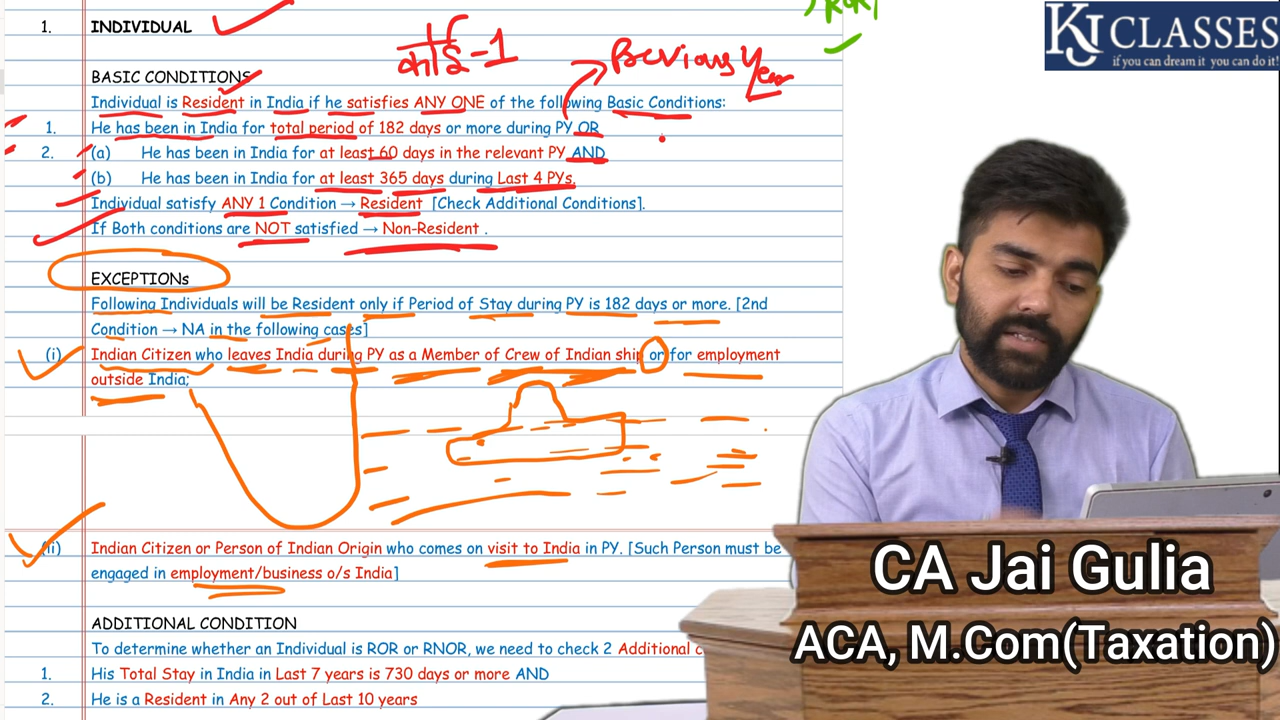 KJ CLASSES
if you can dream it you can do it!
1. INDIVIDUAL
-1
Previous Year
BASIC CONDITIONS
Individual is Resident in India if he satisfies ANY ONE of the following Basic Conditions:
1. He has been in India for total period of 182 days or more during PY OR
2. (a) He has been in India for at least 60 days in the relevant PY AND
(b) He has been in India for at least 365 days during Last 4 PYs.
Individual satisfy ANY 1 Condition → Resident [Check Additional Conditions].
If Both conditions are NOT satisfied → Non-Resident .
EXCEPTIONs
Following Individuals will be Resident only if Period of Stay during PY is 182 days or more. [2nd
Condition → NA in the following cases]
(i) Indian Citizen who leaves India during PY as a Member of Crew of Indian ship or for employment
outside India;
(ii) Indian Citizen or Person of Indian Origin who comes on visit to India in PY. [Such Person must be
engaged in employment/business o/s India]
ADDITIONAL CONDITION
To determine whether an Individual is ROR or RNOR, we need to check 2 Additional
1. His Total Stay in India in Last 7 years is 730 days or more AND
2. He is a Resident in Any 2 out of Last 10 years
CA Jai Gulia
ACA, M.Com(Taxation)